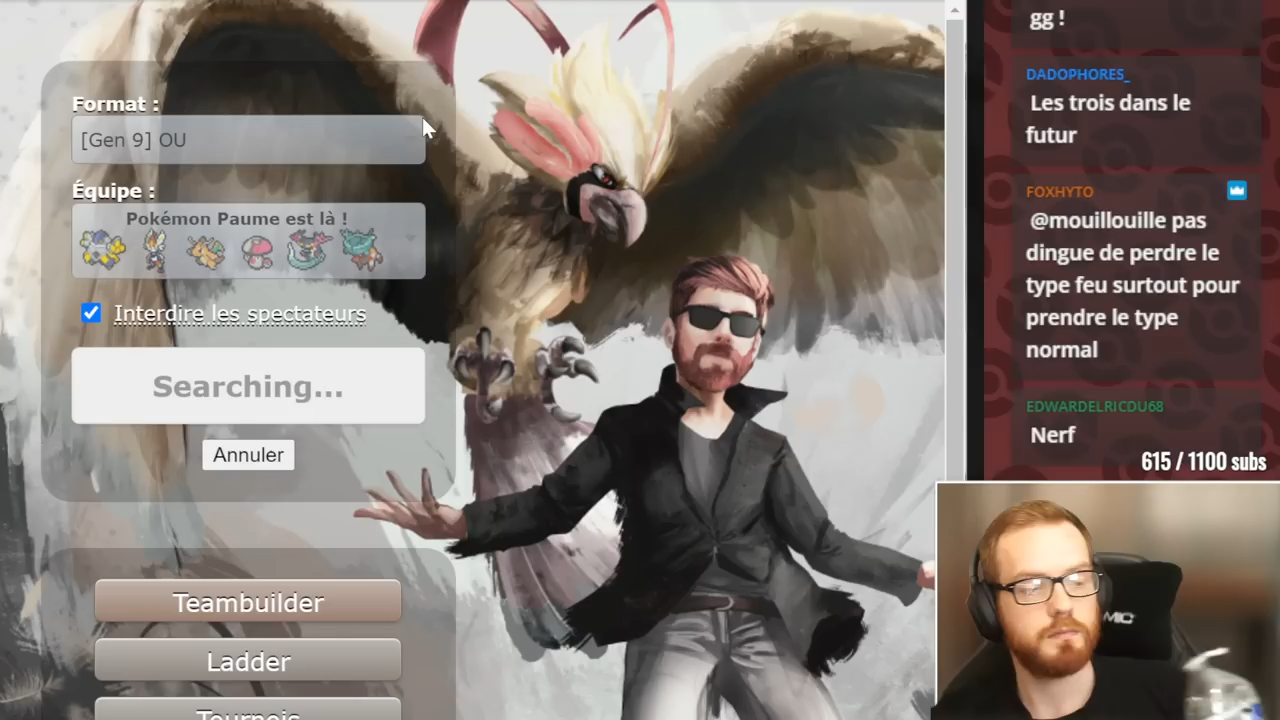 Format :
[Gen 9] OU
Équipe :
Pokémon Paume est là !
Interdire les spectateurs
Searching...
Annuler
Teambuilder
Ladder
Tournois
gg !
DADOPHORES_
Les trois dans le
futur
FOXHYTO
@mouillouille pas
dingue de perdre le
type feu surtout pour
prendre le type
normal
EDWARDELRICDU68
Nerf
615 / 1100 subs